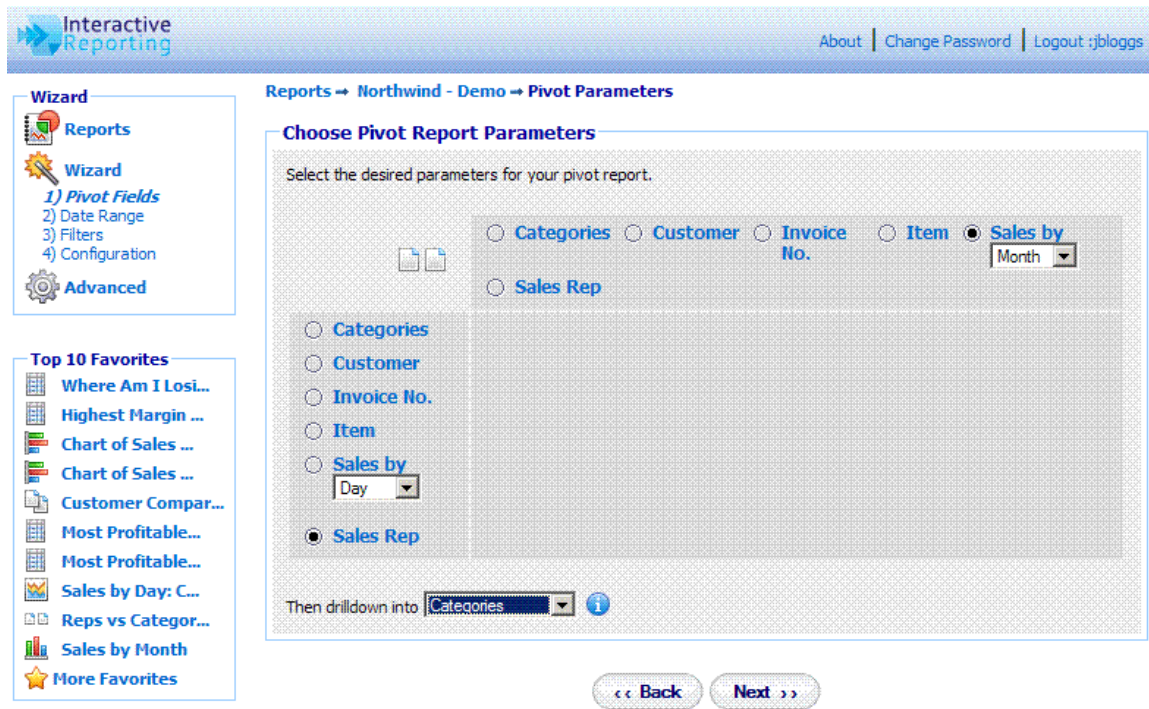 Interactive
Reporting
About | Change Password | Logout :jbloggs
Wizard
Reports
Wizard
1) Pivot Fields
2) Date Range
3) Filters
4) Configuration
Advanced
Top 10 Favorites
Where Am I Losi...
Highest Margin ...
Chart of Sales ...
Chart of Sales ...
Customer Compar...
Most Profitable...
Most Profitable...
Sales by Day: C...
Reps vs Categor...
Sales by Month
More Favorites
Reports → Northwind - Demo → Pivot Parameters
Choose Pivot Report Parameters
Select the desired parameters for your pivot report.
Categories Customer Invoice No. Item Sales by
Month
Sales Rep
Categories
Customer
Invoice No.
Item
Sales by
Day
Sales Rep
Then drilldown into Categories
‹‹ Back Next ››